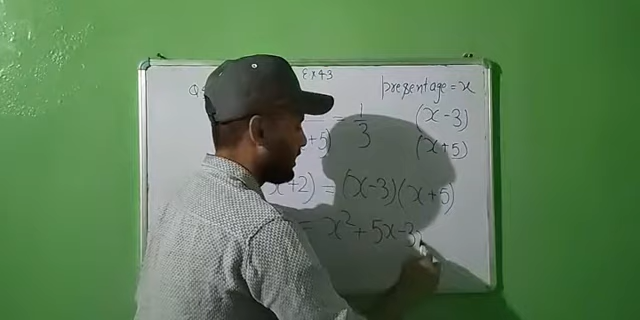 Q Ex 4.3 presentage = x
= 1/3 (x-3)
+5) (x+5)
x+2) = (x-3)(x+5)
= x² + 5x - 3